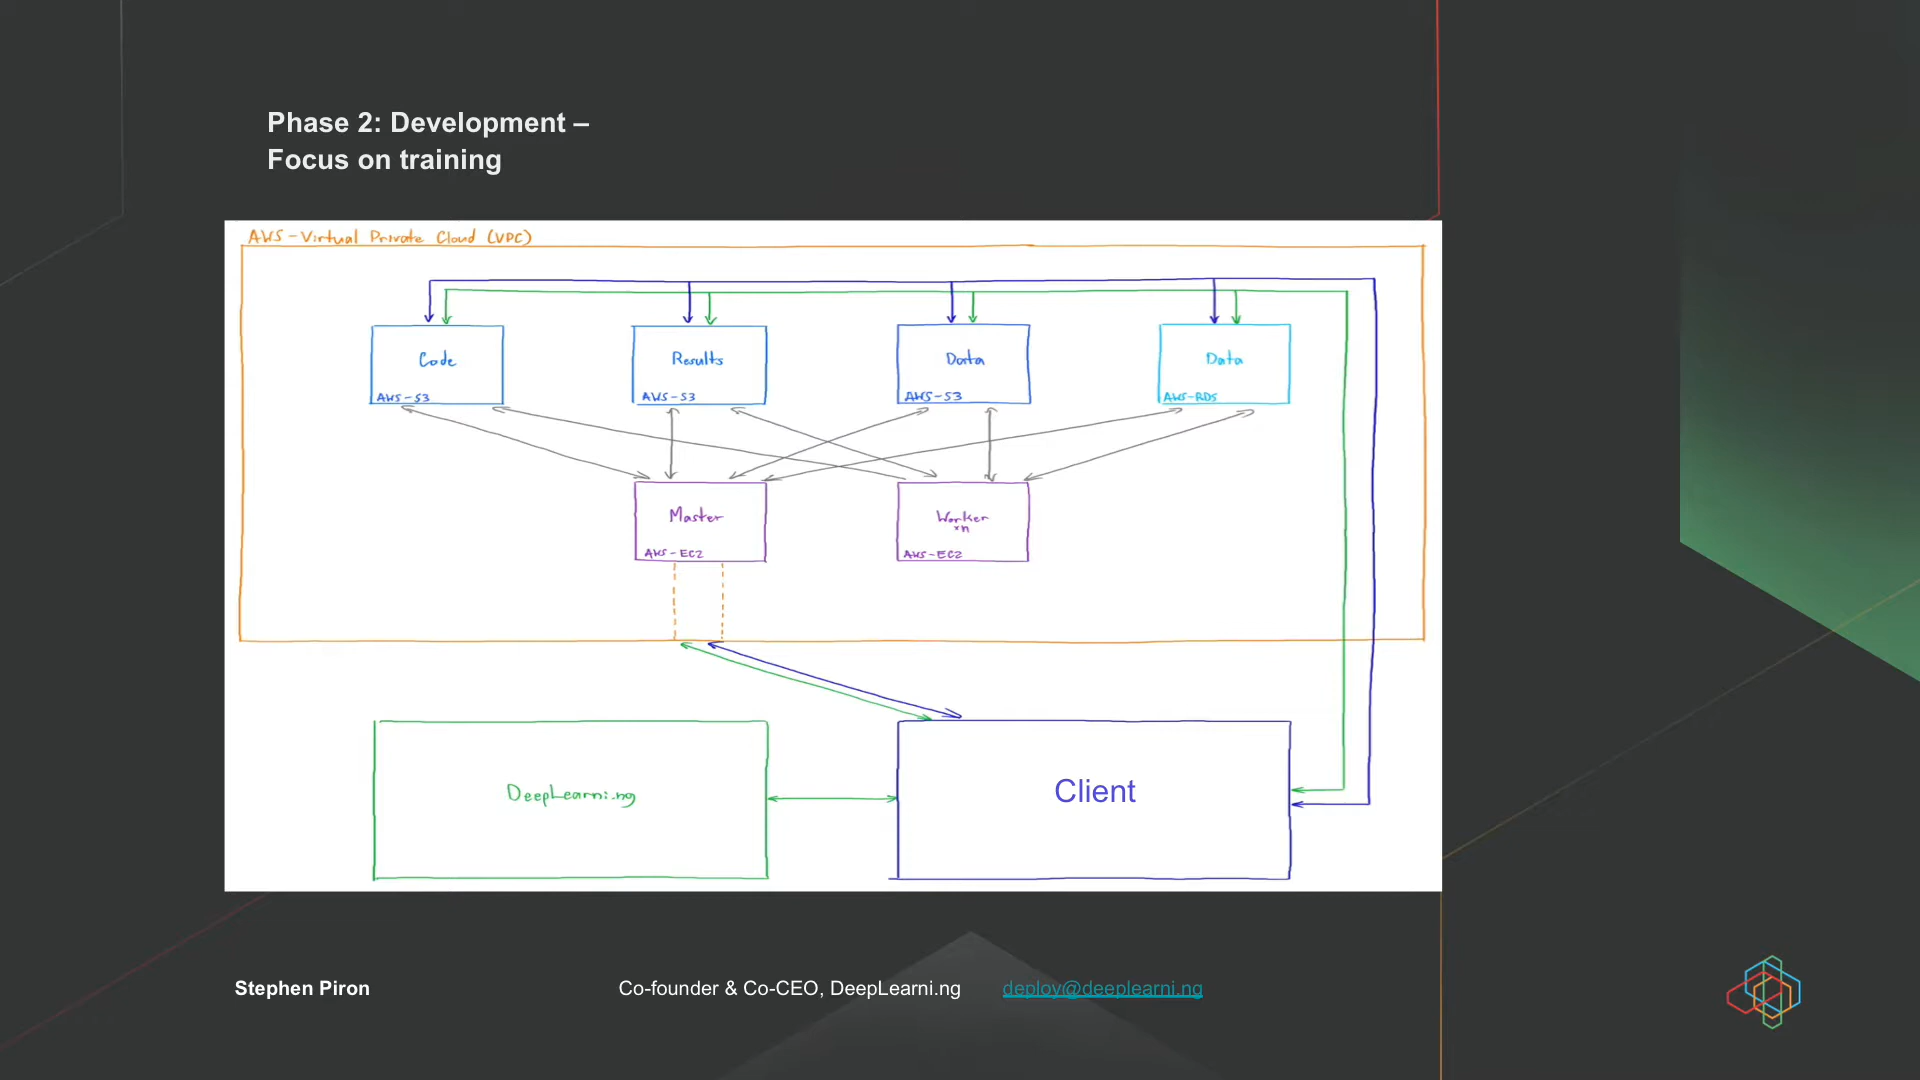 Phase 2: Development –
Focus on training
AWS-Virtual Private Cloud (VPC)
Code
AWS-S3
Results
AWS-S3
Data
AWS-S3
Data
AWS-RDS
Master
AWS-EC2
Worker
xn
AWS-EC2
DeepLearni.ng
Client
Stephen Piron
Co-founder & Co-CEO, DeepLearni.ng
deploy@deeplearni.ng